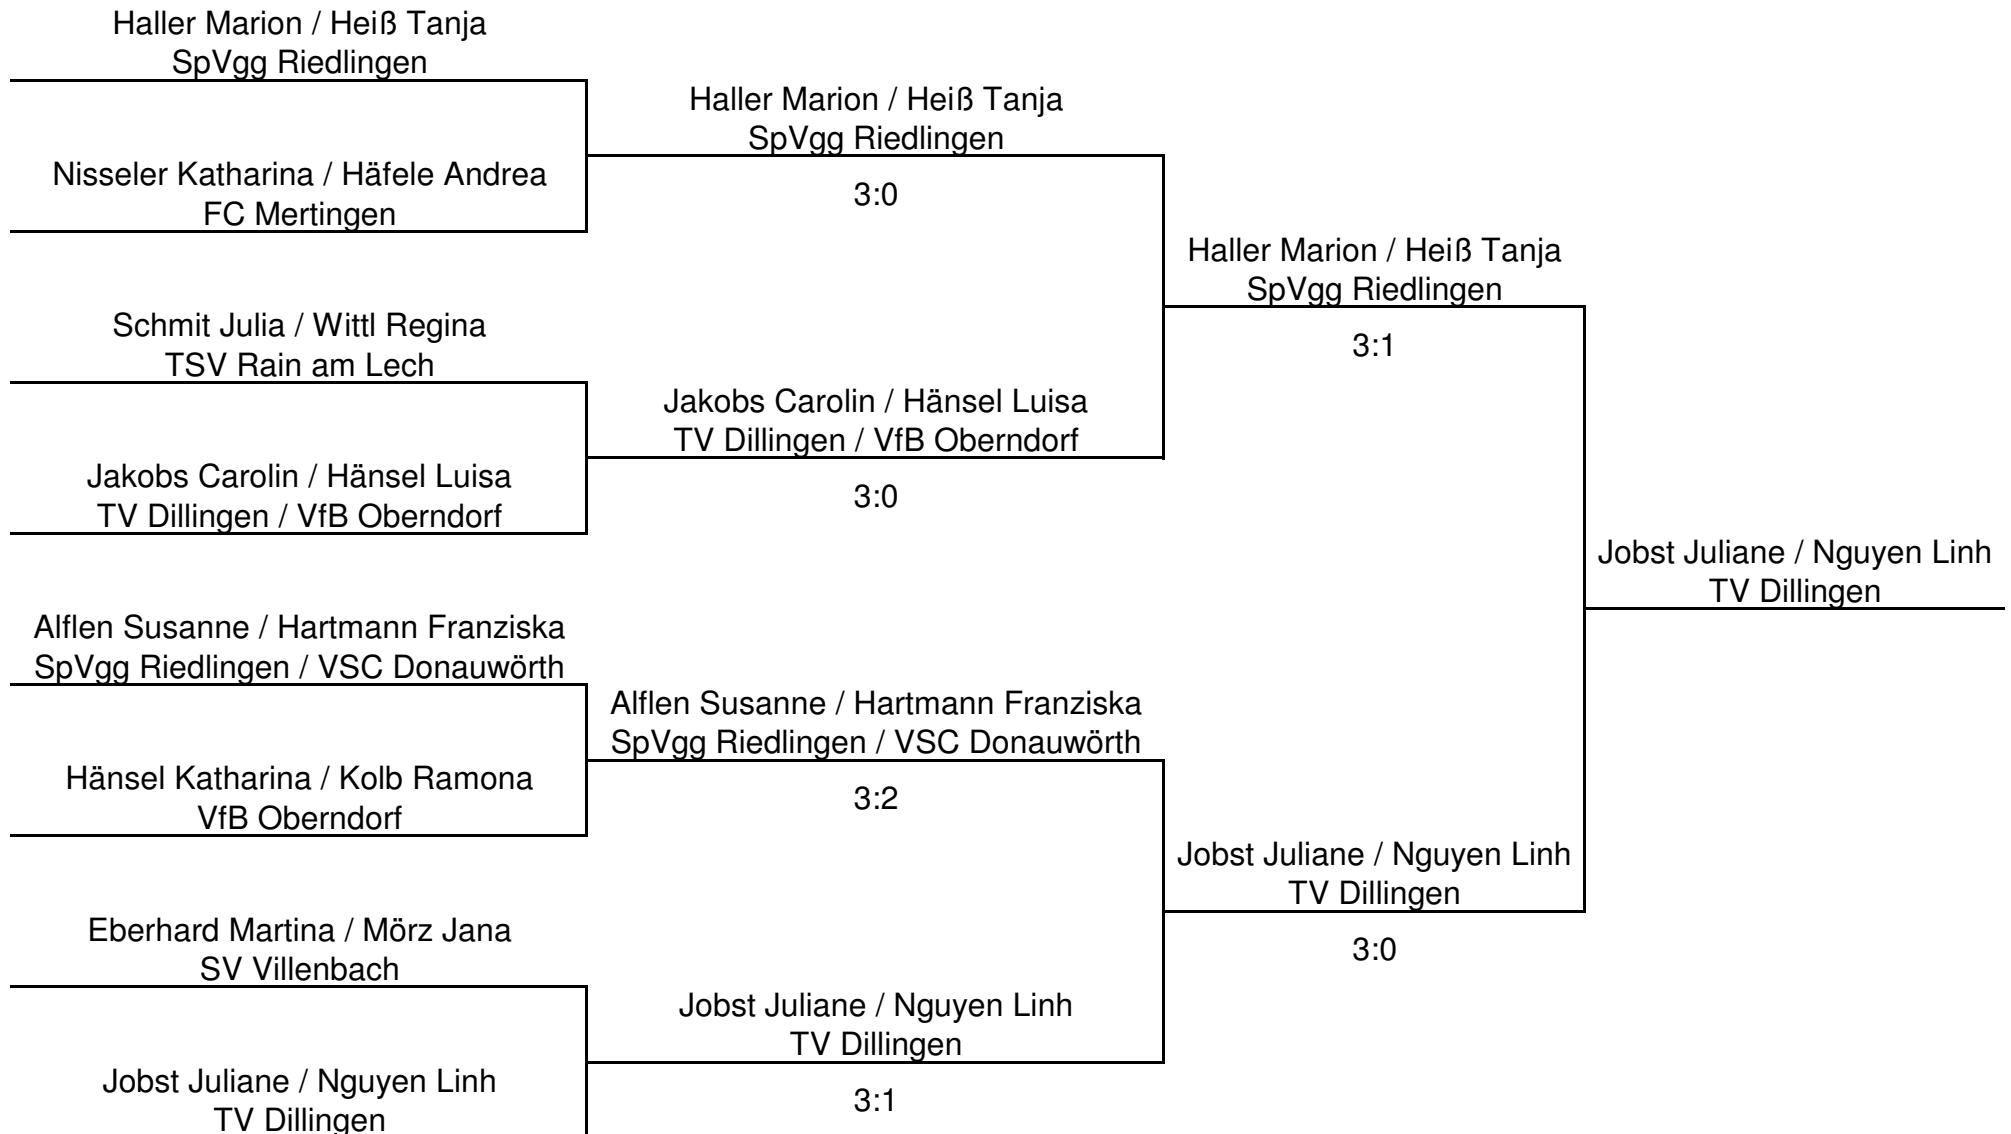 Haller Marion / Heiß Tanja
SpVgg Riedlingen
Nisseler Katharina / Häfele Andrea
FC Mertingen
Schmit Julia / Wittl Regina
TSV Rain am Lech
Jakobs Carolin / Hänsel Luisa
TV Dillingen / VfB Oberndorf
Alflen Susanne / Hartmann Franziska
SpVgg Riedlingen / VSC Donauwörth
Hänsel Katharina / Kolb Ramona
VfB Oberndorf
Eberhard Martina / Mörz Jana
SV Villenbach
Jobst Juliane / Nguyen Linh
TV Dillingen
Haller Marion / Heiß Tanja
SpVgg Riedlingen
3:0
Jakobs Carolin / Hänsel Luisa
TV Dillingen / VfB Oberndorf
3:0
Alflen Susanne / Hartmann Franziska
SpVgg Riedlingen / VSC Donauwörth
3:2
Jobst Juliane / Nguyen Linh
TV Dillingen
3:1
Haller Marion / Heiß Tanja
SpVgg Riedlingen
3:1
Jobst Juliane / Nguyen Linh
TV Dillingen
3:0
Jobst Juliane / Nguyen Linh
TV Dillingen